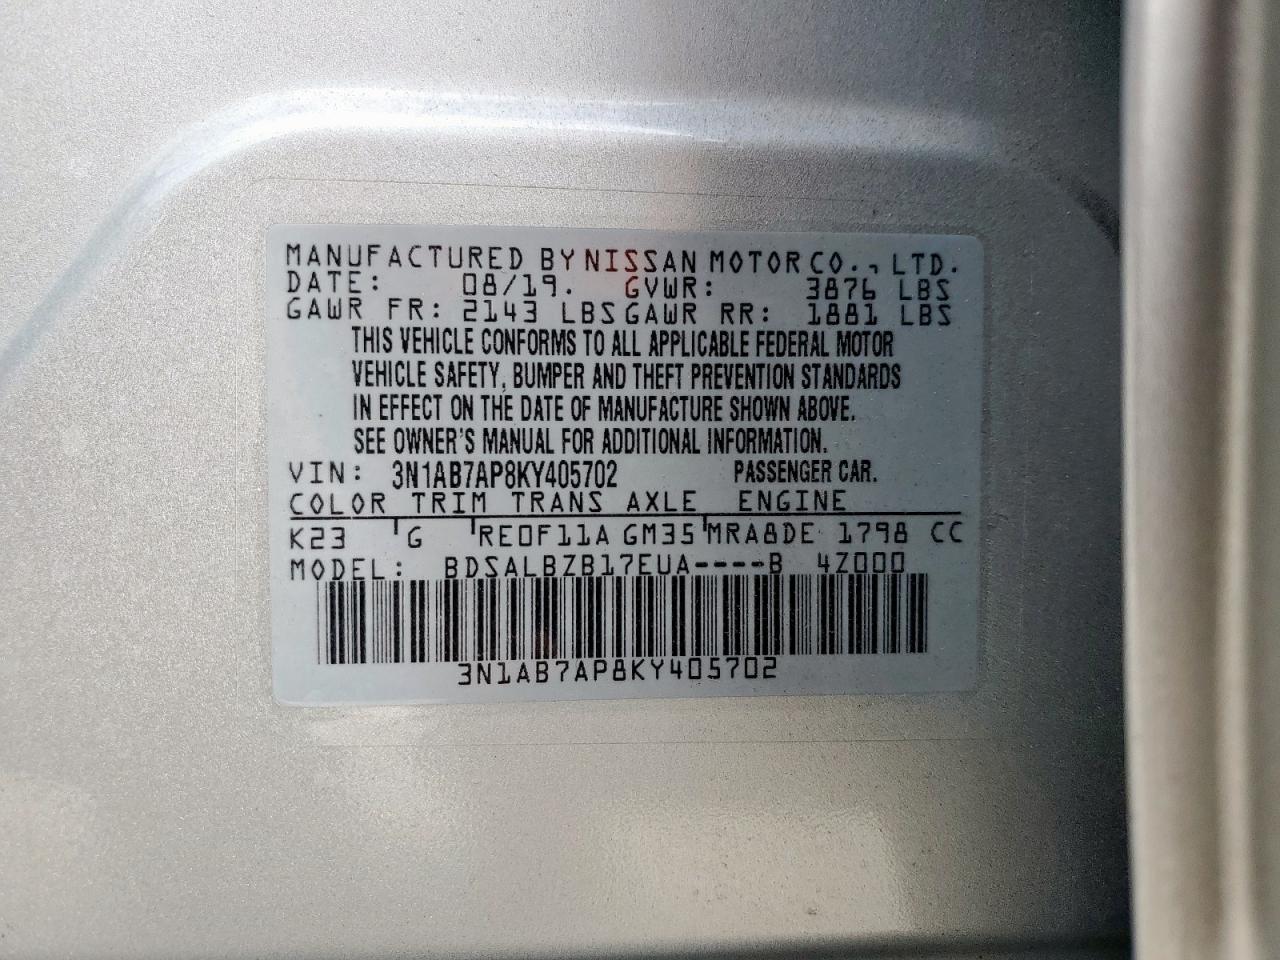 MANUFACTURED BY NISSAN MOTOR CO., LTD.
DATE: 08/19. GVWR: 3876 LBS
GAWR FR: 2143 LBS GAWR RR: 1881 LBS
THIS VEHICLE CONFORMS TO ALL APPLICABLE FEDERAL MOTOR
VEHICLE SAFETY, BUMPER AND THEFT PREVENTION STANDARDS
IN EFFECT ON THE DATE OF MANUFACTURE SHOWN ABOVE.
SEE OWNER'S MANUAL FOR ADDITIONAL INFORMATION.
VIN: 3N1AB7AP8KY405702 PASSENGER CAR.
COLOR TRIM TRANS AXLE ENGINE
K23 G RE0F11A GM35 MRA8DE 1798 CC
MODEL: BDSALBZB17EUA----B 4Z000
3N1AB7AP8KY405702